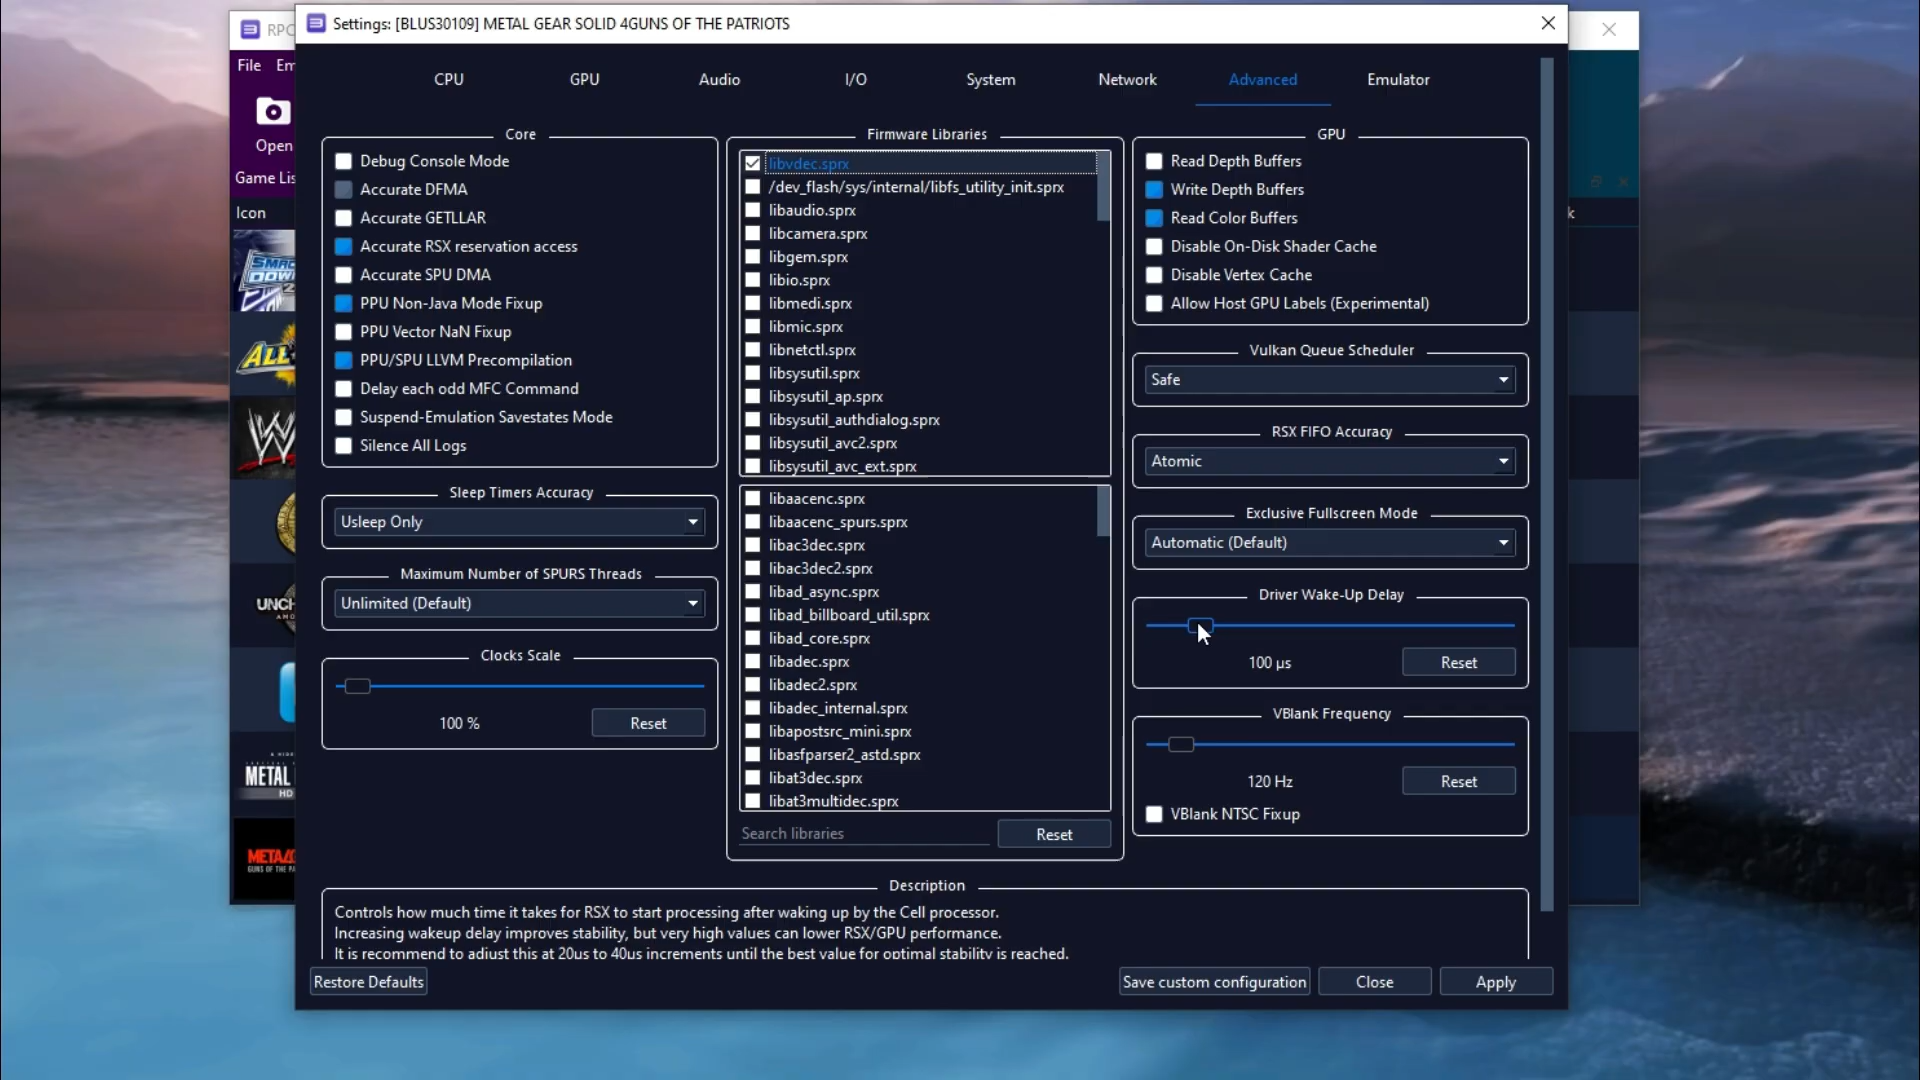 Settings: [BLUS30109] METAL GEAR SOLID 4GUNS OF THE PATRIOTS
RPC
File Em
Open
Game Lis
Icon
CPU
GPU
Audio
I/O
System
Network
Advanced
Emulator
Core
Debug Console Mode
Accurate DFMA
Accurate GETLLAR
Accurate RSX reservation access
Accurate SPU DMA
PPU Non-Java Mode Fixup
PPU Vector NaN Fixup
PPU/SPU LLVM Precompilation
Delay each odd MFC Command
Suspend-Emulation Savestates Mode
Silence All Logs
Sleep Timers Accuracy
Usleep Only
Maximum Number of SPURS Threads
Unlimited (Default)
Clocks Scale
100 %
Reset
Firmware Libraries
libvdec.sprx
/dev_flash/sys/internal/libfs_utility_init.sprx
libaudio.sprx
libcamera.sprx
libgem.sprx
libio.sprx
libmedi.sprx
libmic.sprx
libnetctl.sprx
libsysutil.sprx
libsysutil_ap.sprx
libsysutil_authdialog.sprx
libsysutil_avc2.sprx
libsysutil_avc_ext.sprx
libaacenc.sprx
libaacenc_spurs.sprx
libac3dec.sprx
libac3dec2.sprx
libad_async.sprx
libad_billboard_util.sprx
libad_core.sprx
libadec.sprx
libadec2.sprx
libadec_internal.sprx
libapostsrc_mini.sprx
libasfparser2_astd.sprx
libat3dec.sprx
libat3multidec.sprx
Search libraries
Reset
GPU
Read Depth Buffers
Write Depth Buffers
Read Color Buffers
Disable On-Disk Shader Cache
Disable Vertex Cache
Allow Host GPU Labels (Experimental)
Vulkan Queue Scheduler
Safe
RSX FIFO Accuracy
Atomic
Exclusive Fullscreen Mode
Automatic (Default)
Driver Wake-Up Delay
100 µs
Reset
VBlank Frequency
120 Hz
Reset
VBlank NTSC Fixup
Description
Controls how much time it takes for RSX to start processing after waking up by the Cell processor.
Increasing wakeup delay improves stability, but very high values can lower RSX/GPU performance.
It is recommend to adjust this at 20us to 40us increments until the best value for optimal stability is reached.
Restore Defaults
Save custom configuration
Close
Apply
SMAC
DOWN
2
ALL
W
UNCH
AMO
METAL
HD
METAL G
GUNS OF THE PA
k